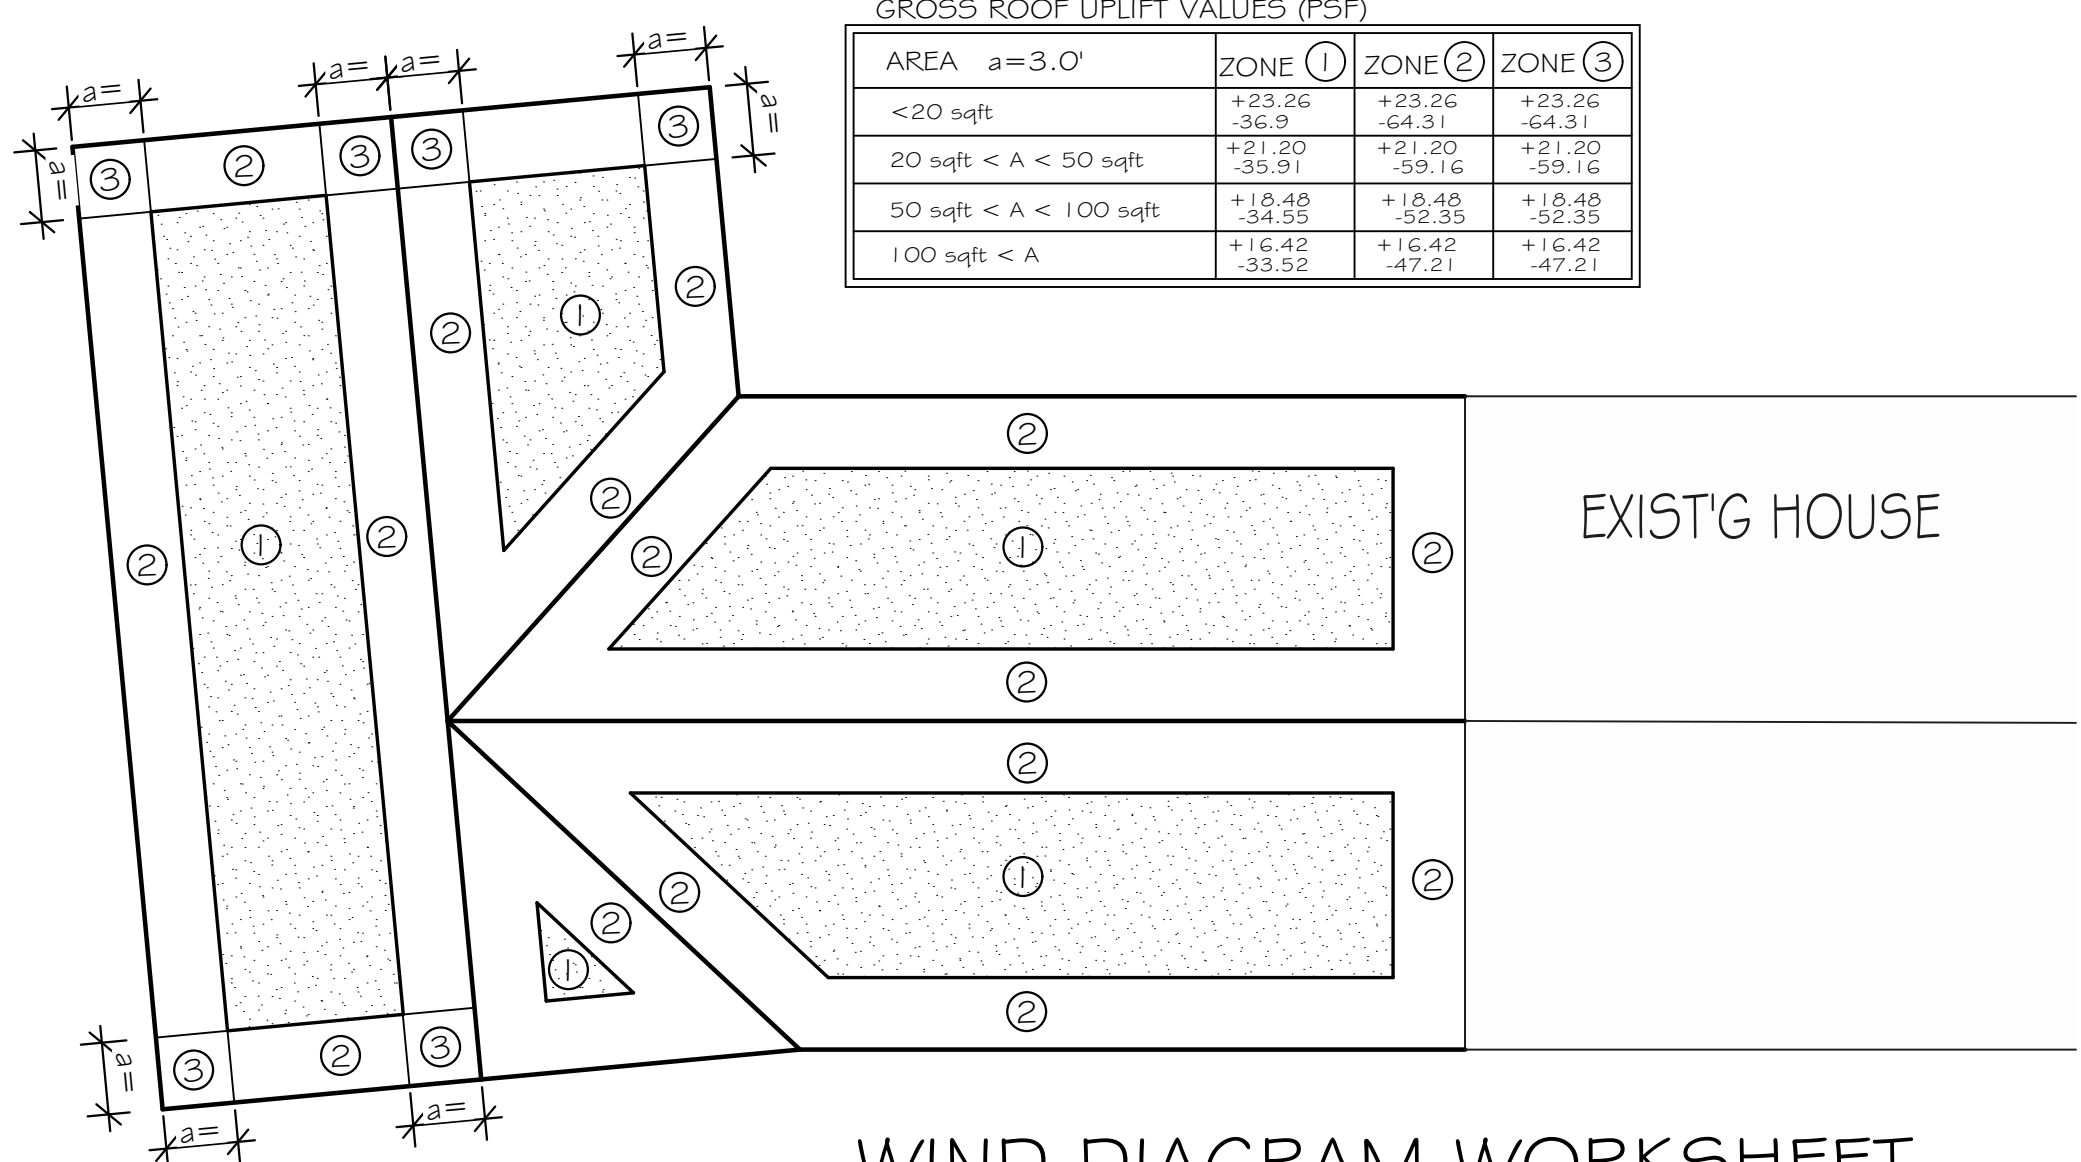 GROSS ROOF UPLIFT VALUES (PSF)
AREA a=3.0' ZONE 1 ZONE 2 ZONE 3
<20 sqft +23.26 -36.9 +23.26 -64.31 +23.26 -64.31
20 sqft < A < 50 sqft +21.20 -35.91 +21.20 -59.16 +21.20 -59.16
50 sqft < A < 100 sqft +18.48 -34.55 +18.48 -52.35 +18.48 -52.35
100 sqft < A +16.42 -33.52 +16.42 -47.21 +16.42 -47.21
a= a= a= a=
a= a=
3 2 3 3 3
2 1 2
2 1 2
2 2
2
1
2
2
EXIST'G HOUSE
2
2
1
2
2
2 1
2
3 2 3
a=
a= a=
WIND DIAGRAM WORKSHEET